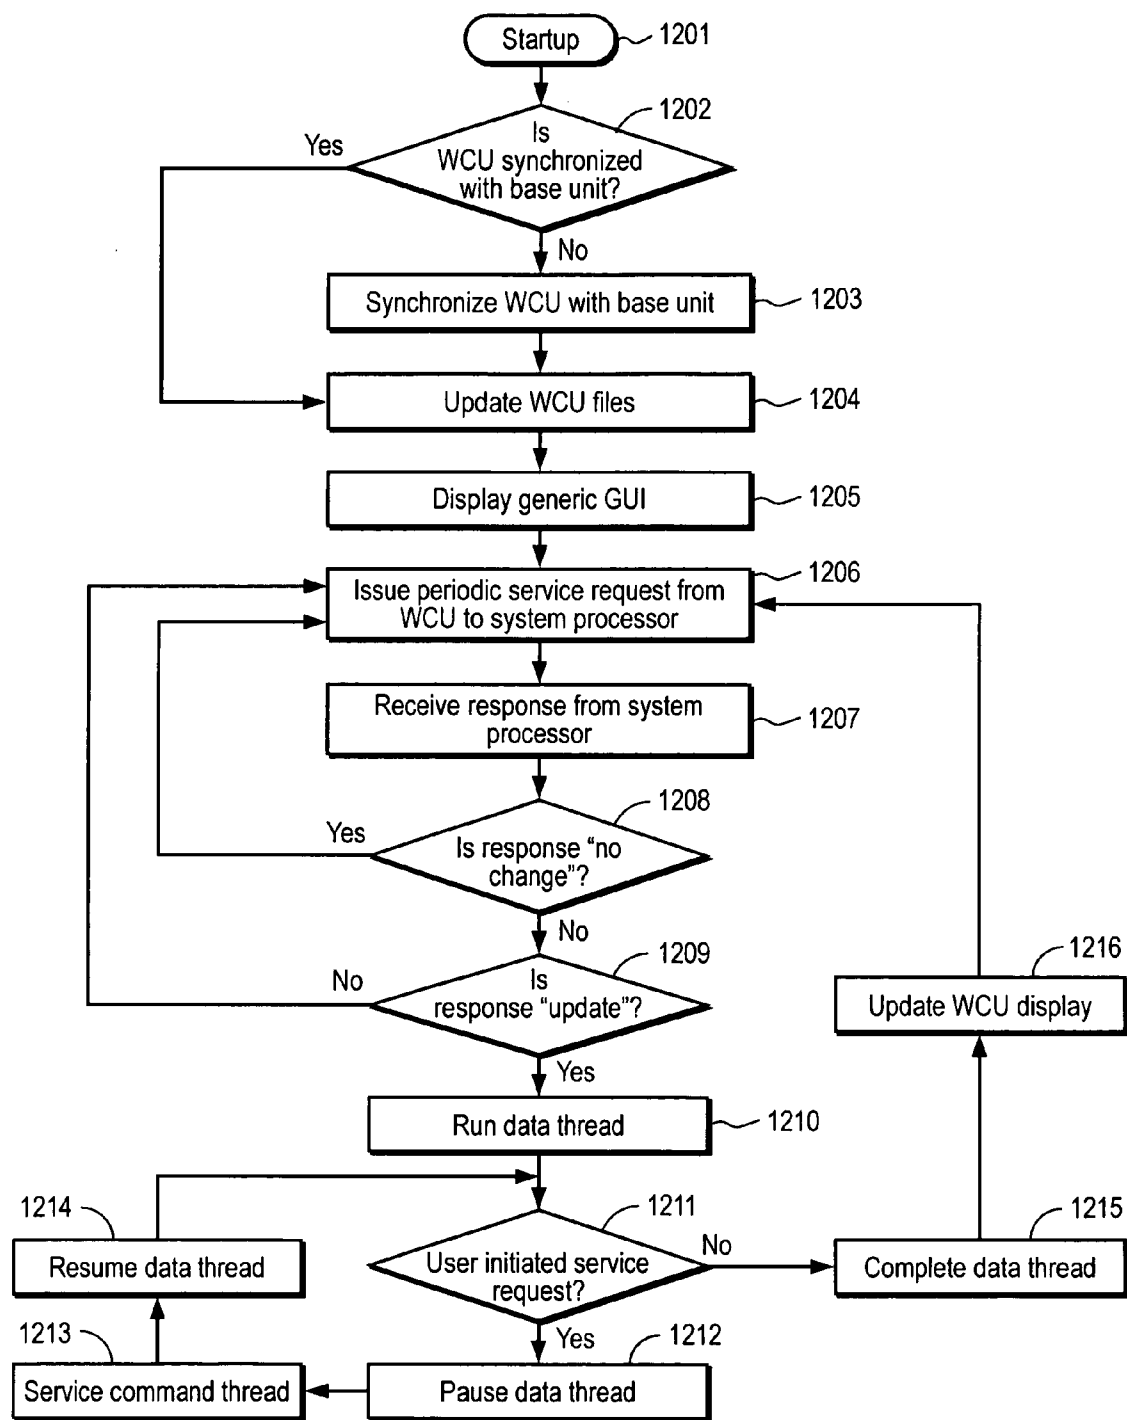 Startup
1201
1202
Is
WCU synchronized
with base unit?
Yes
No
Synchronize WCU with base unit
1203
Update WCU files
1204
Display generic GUI
1205
Issue periodic service request from
WCU to system processor
1206
Receive response from system
processor
1207
1208
Is response “no
change”?
Yes
No
1209
Is
response “update”?
No
Yes
1216
Update WCU display
Run data thread
1210
1214
Resume data thread
1211
User initiated service
request?
No
Yes
1215
Complete data thread
1213
Service command thread
1212
Pause data thread